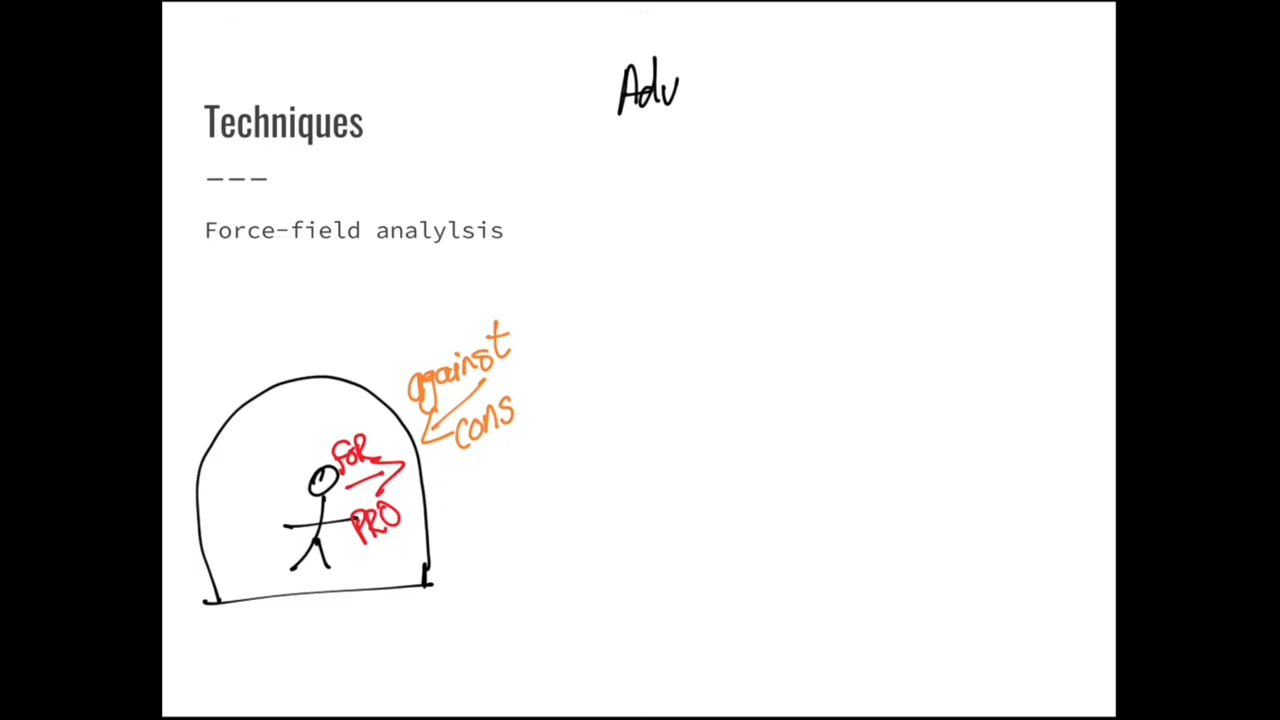 Adv
Techniques
---
Force-field analylsis
against
cons
FOR
PRO